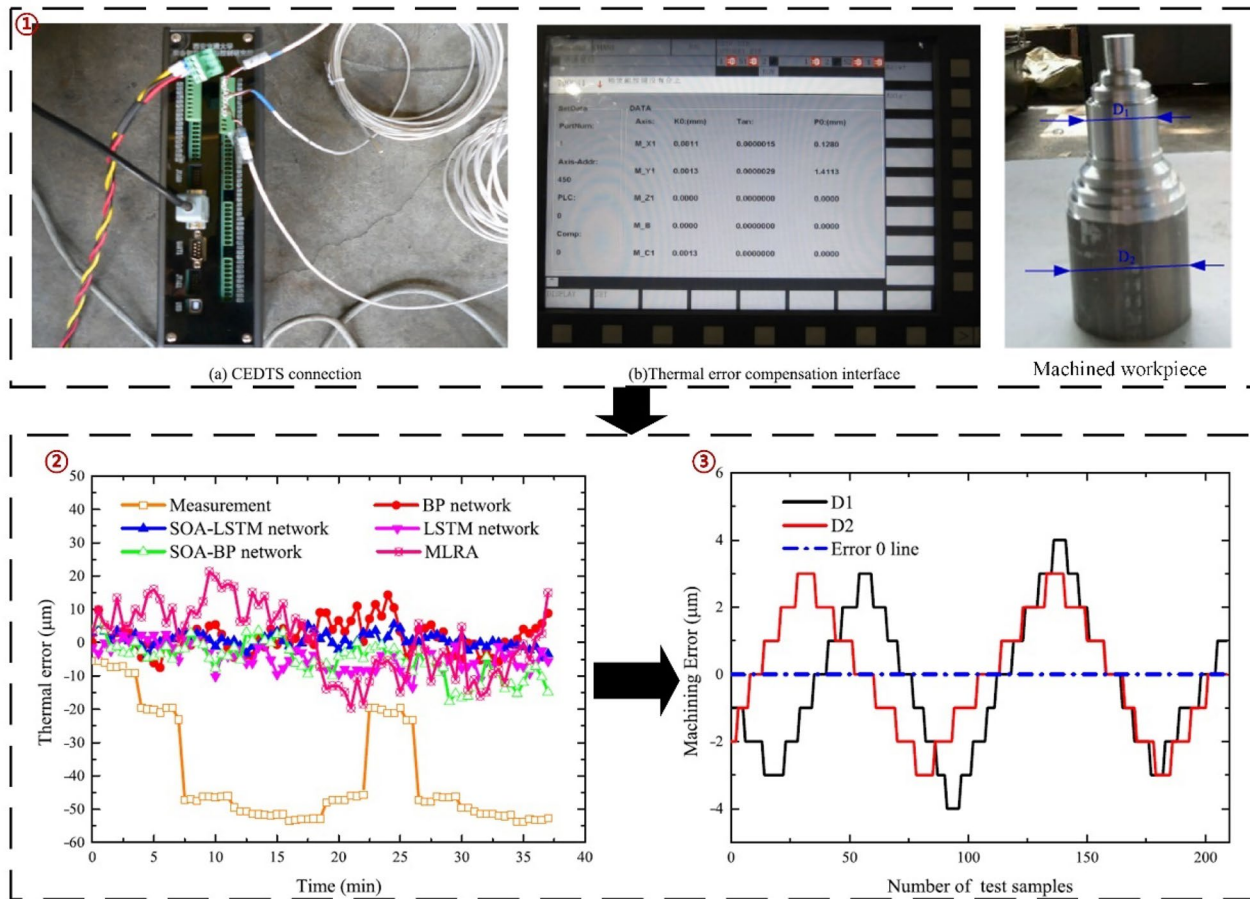 ①
SetData
DATA
PartNum:
Axis:
K0:(mm)
Tan:
P0:(mm)
1
M_X1
0.0011
0.0000015
0.1280
Axis-Addr:
450
M_Y1
0.0013
0.0000029
1.4113
PLC:
0
M_Z1
0.0000
0.0000000
0.0000
Comp:
0
M_B
0.0000
0.0000000
0.0000
M_C1
0.0013
0.0000000
0.0000
D1
D2
(a) CEDTS connection
(b)Thermal error compensation interface
Machined workpiece
②
Thermal error (μm)
50
40
30
20
10
0
-10
-20
-30
-40
-50
-60
Measurement
BP network
SOA-LSTM network
LSTM network
SOA-BP network
MLRA
0
5
10
15
20
25
30
35
40
Time (min)
③
Machining Error (μm)
6
4
2
0
-2
-4
D1
D2
Error 0 line
0
50
100
150
200
Number of test samples